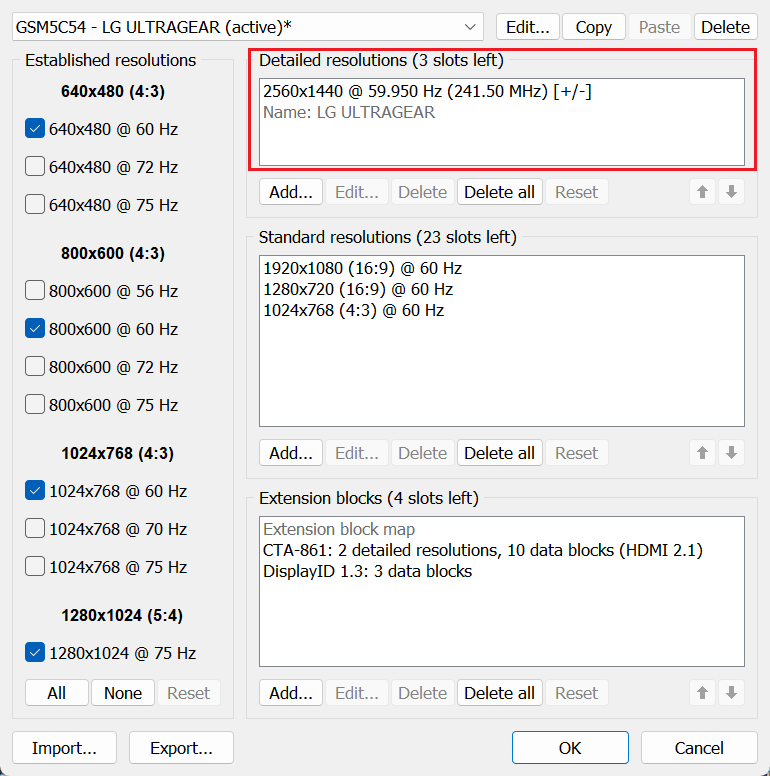 GSM5C54 - LG ULTRAGEAR (active)*
Edit...
Copy
Paste
Delete
Established resolutions
640x480 (4:3)
640x480 @ 60 Hz
640x480 @ 72 Hz
640x480 @ 75 Hz
800x600 (4:3)
800x600 @ 56 Hz
800x600 @ 60 Hz
800x600 @ 72 Hz
800x600 @ 75 Hz
1024x768 (4:3)
1024x768 @ 60 Hz
1024x768 @ 70 Hz
1024x768 @ 75 Hz
1280x1024 (5:4)
1280x1024 @ 75 Hz
All
None
Reset
Detailed resolutions (3 slots left)
2560x1440 @ 59.950 Hz (241.50 MHz) [+/-]
Name: LG ULTRAGEAR
Add...
Edit...
Delete
Delete all
Reset
Standard resolutions (23 slots left)
1920x1080 (16:9) @ 60 Hz
1280x720 (16:9) @ 60 Hz
1024x768 (4:3) @ 60 Hz
Add...
Edit...
Delete
Delete all
Reset
Extension blocks (4 slots left)
Extension block map
CTA-861: 2 detailed resolutions, 10 data blocks (HDMI 2.1)
DisplayID 1.3: 3 data blocks
Add...
Edit...
Delete
Delete all
Reset
Import...
Export...
OK
Cancel